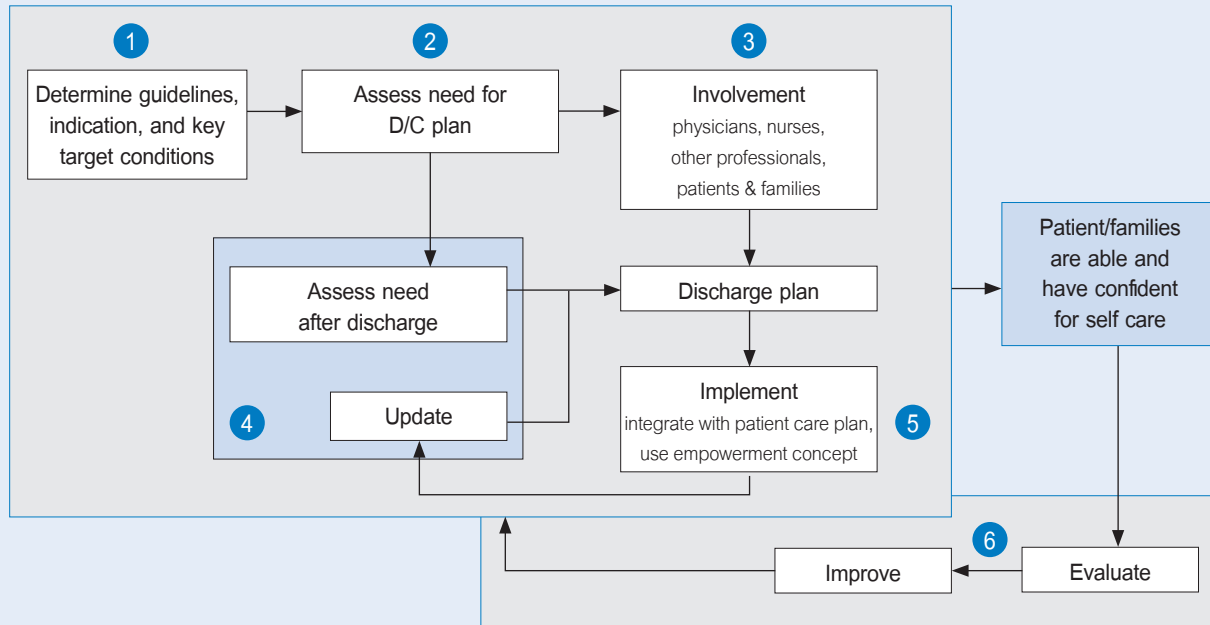 1
Determine guidelines,
indication, and key
target conditions
2
Assess need for
D/C plan
3
Involvement
physicians, nurses,
other professionals,
patients & families
Assess need
after discharge
Discharge plan
4
Update
Implement
integrate with patient care plan,
use empowerment concept
5
Patient/families
are able and
have confident
for self care
6
Improve
Evaluate